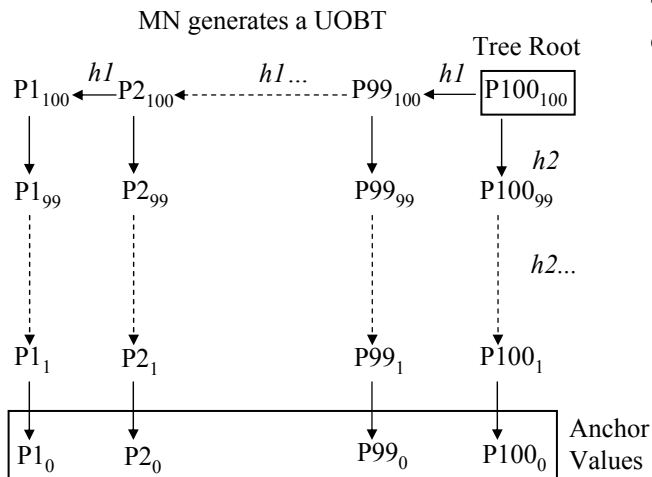 MN generates a UOBT
Tree Root
h1 h1... h1
P1₁₀₀ P2₁₀₀ P99₁₀₀ P100₁₀₀
h2
P1₉₉ P2₉₉ P99₉₉ P100₉₉
h2...
P1₁ P2₁ P99₁ P100₁
Anchor
P1₀ P2₀ P99₀ P100₀
Values